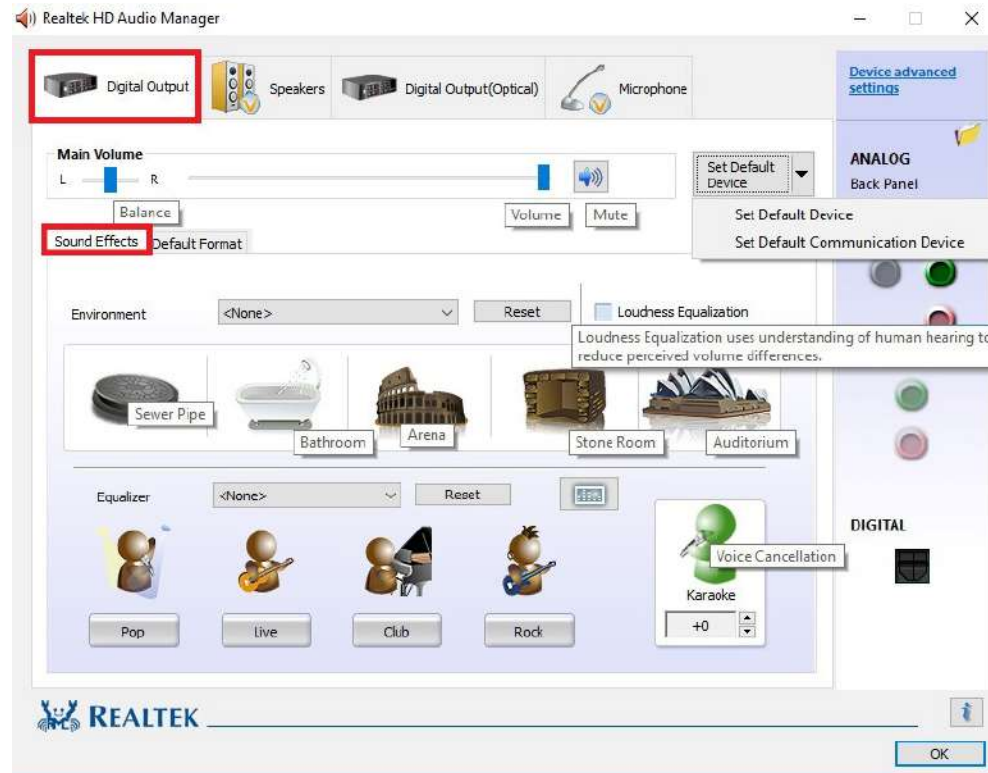 Realtek HD Audio Manager
Digital Output
Speakers
Digital Output(Optical)
Microphone
Device advanced
settings
Main Volume
L
R
Set Default
Device
ANALOG
Back Panel
Balance
Volume
Mute
Set Default Device
Set Default Communication Device
Sound Effects
Default Format
Environment
<None>
Reset
Loudness Equalization
Loudness Equalization uses understanding of human hearing to
reduce perceived volume differences.
Sewer Pipe
Bathroom
Arena
Stone Room
Auditorium
Equalizer
<None>
Reset
DIGITAL
Voice Cancellation
Karaoke
+0
Pop
Live
Club
Rock
REALTEK
i
OK